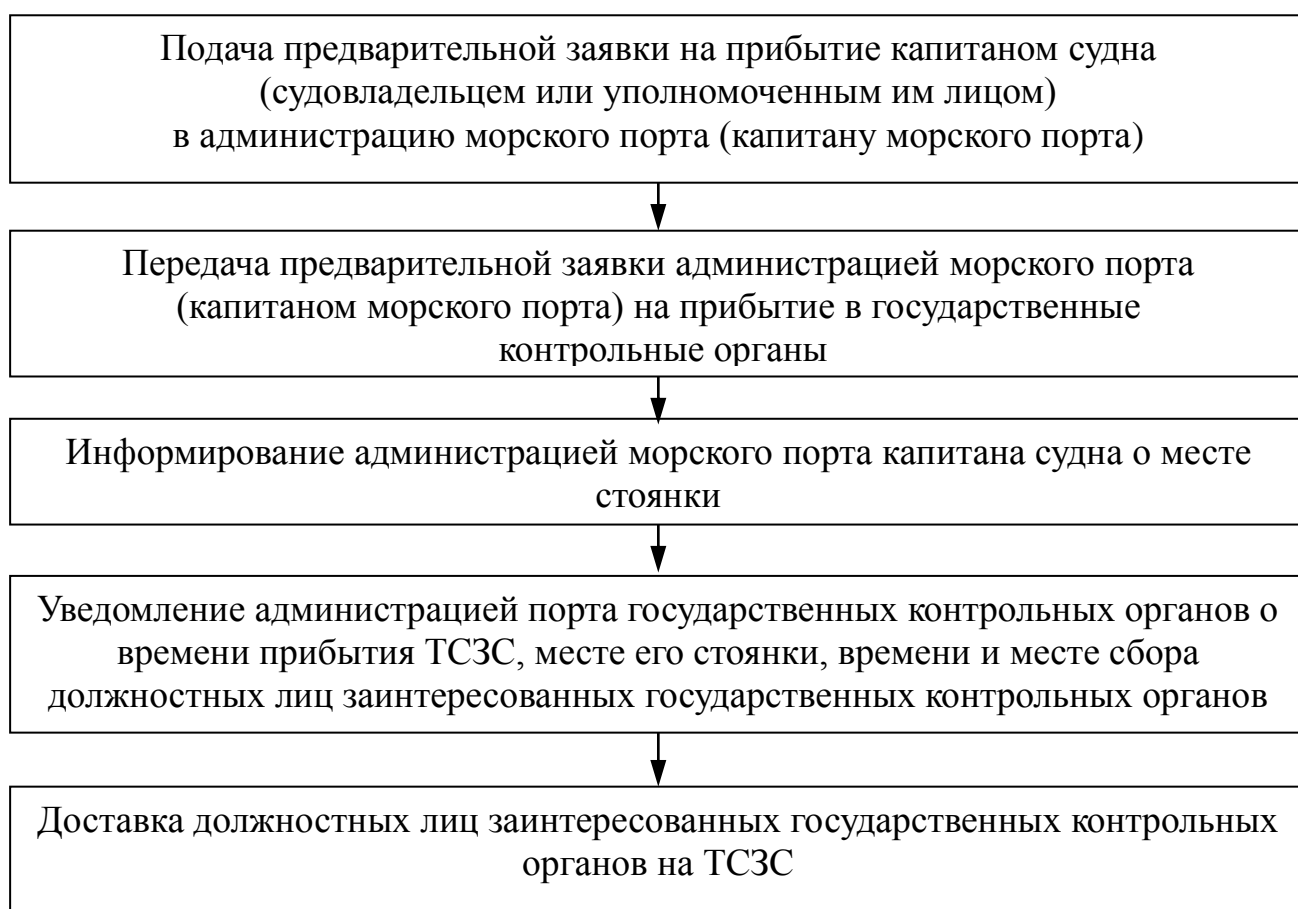 Подача предварительной заявки на прибытие капитаном судна
(судовладельцем или уполномоченным им лицом)
в администрацию морского порта (капитану морского порта)
Передача предварительной заявки администрацией морского порта
(капитаном морского порта) на прибытие в государственные
контрольные органы
Информирование администрацией морского порта капитана судна о месте
стоянки
Уведомление администрацией порта государственных контрольных органов о
времени прибытия ТСЗС, месте его стоянки, времени и месте сбора
должностных лиц заинтересованных государственных контрольных органов
Доставка должностных лиц заинтересованных государственных контрольных
органов на ТСЗС